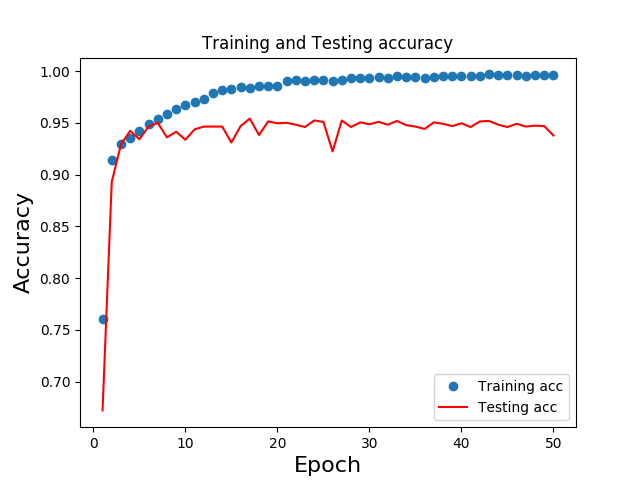 Training and Testing accuracy
1.00
0.95
0.90
0.85
0.80
0.75
0.70
Accuracy
Training acc
Testing acc
0 10 20 30 40 50
Epoch